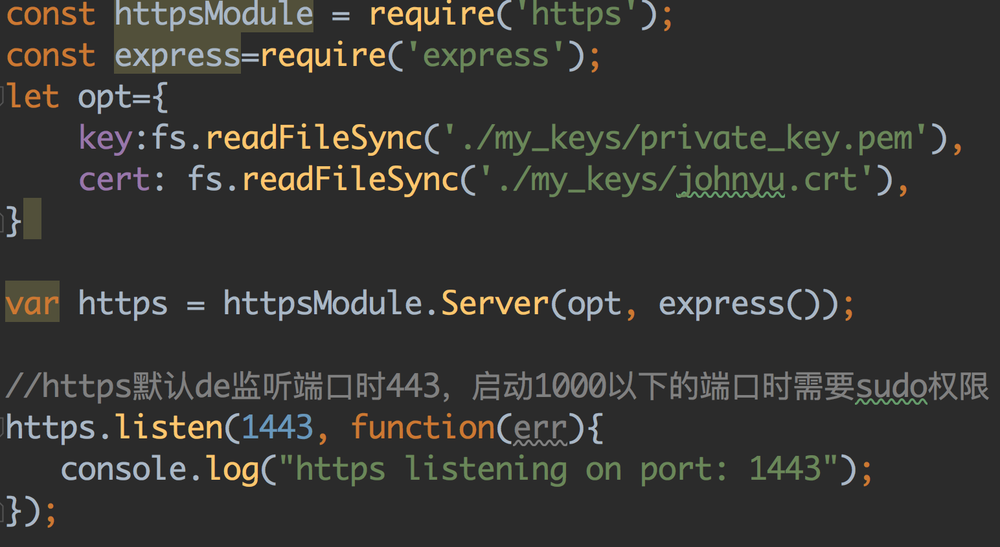 const httpsModule = require('https');
const express=require('express');
let opt={
    key:fs.readFileSync('./my_keys/private_key.pem'),
    cert: fs.readFileSync('./my_keys/johnyu.crt'),
}
var https = httpsModule.Server(opt, express());
//https默认de监听端口时443，启动1000以下的端口时需要sudo权限
https.listen(1443, function(err){
   console.log("https listening on port: 1443");
});